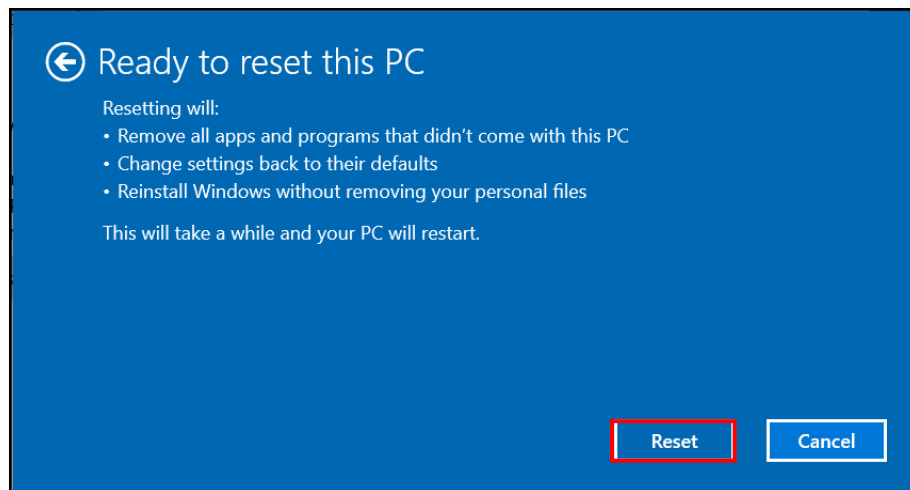 Ready to reset this PC
Resetting will:
• Remove all apps and programs that didn't come with this PC
• Change settings back to their defaults
• Reinstall Windows without removing your personal files
This will take a while and your PC will restart.
Reset Cancel